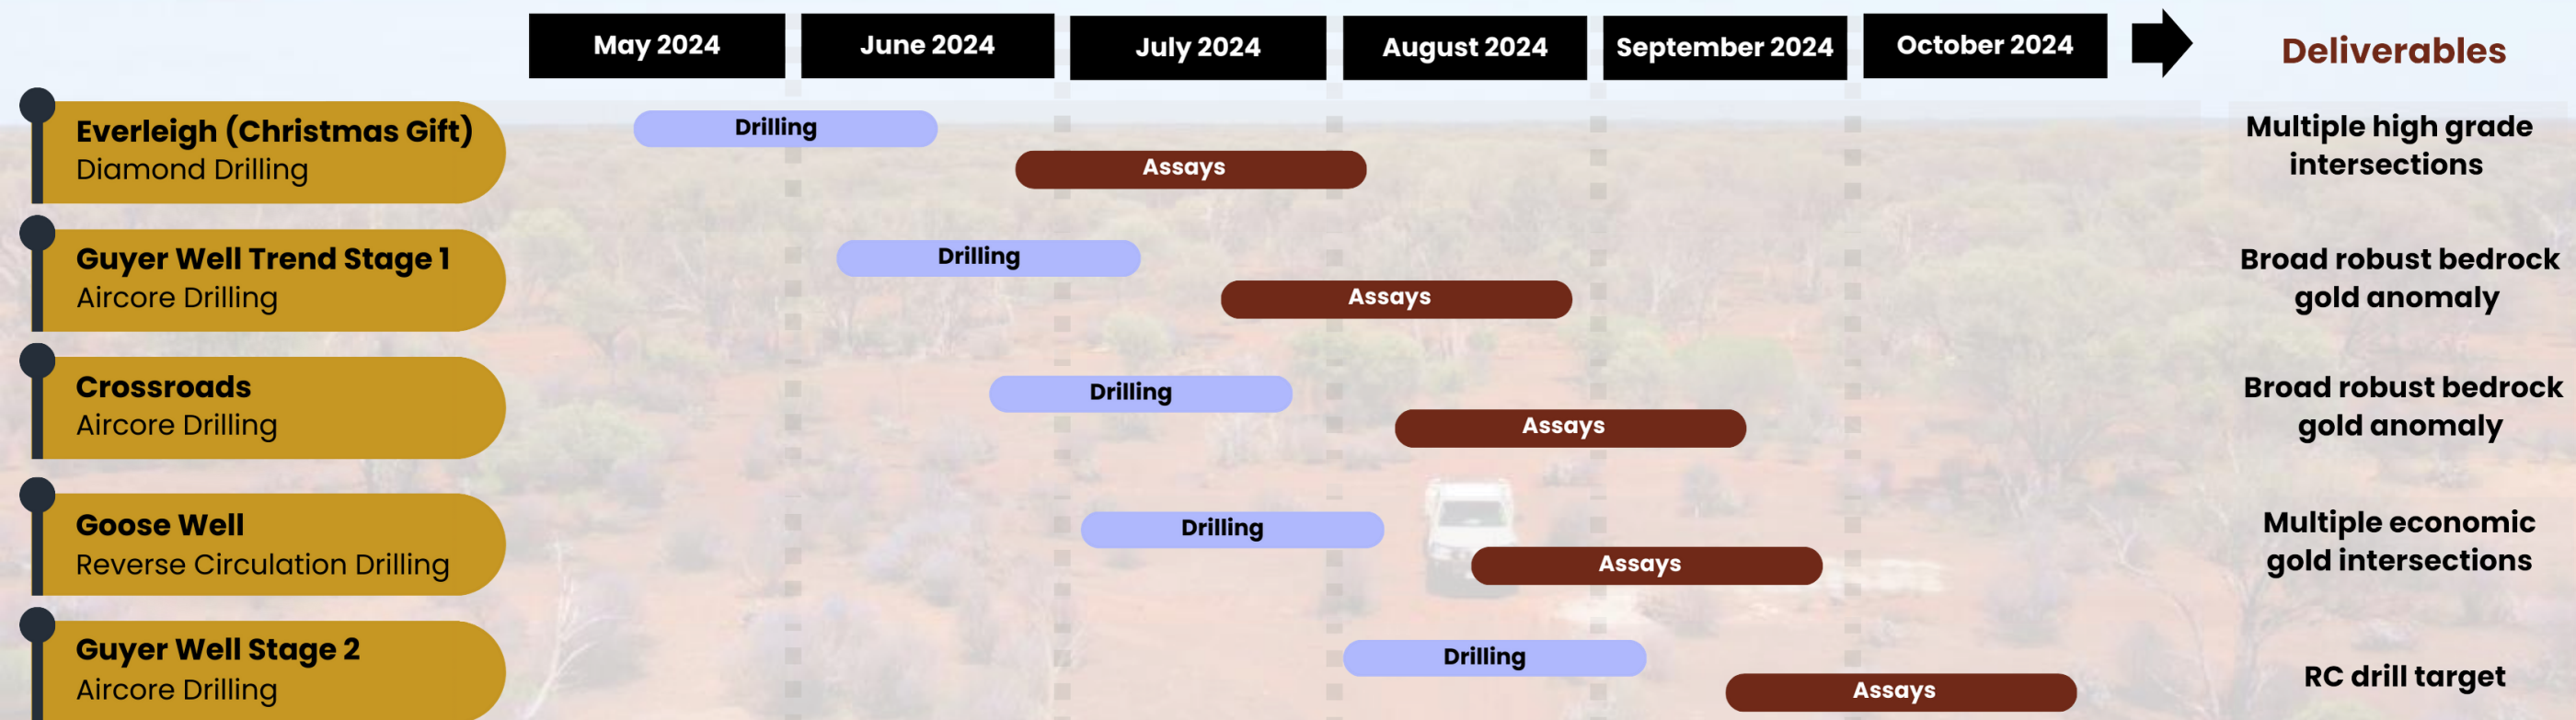 May 2024
June 2024
July 2024
August 2024
September 2024
October 2024
Deliverables
Everleigh (Christmas Gift)
Diamond Drilling
Drilling
Assays
Multiple high grade
intersections
Guyer Well Trend Stage 1
Aircore Drilling
Drilling
Assays
Broad robust bedrock
gold anomaly
Crossroads
Aircore Drilling
Drilling
Assays
Broad robust bedrock
gold anomaly
Goose Well
Reverse Circulation Drilling
Drilling
Assays
Multiple economic
gold intersections
Guyer Well Stage 2
Aircore Drilling
Drilling
Assays
RC drill target